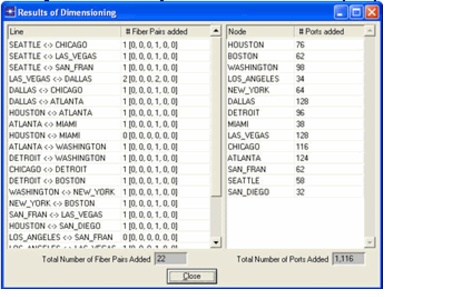 Results of Dimensioning
Line # Fiber Pairs added
SEATTLE <-> CHICAGO 1 [0, 0, 0, 1, 0, 0]
SEATTLE <-> LAS_VEGAS 1 [0, 0, 0, 1, 0, 0]
SEATTLE <-> SAN_FRAN 1 [0, 0, 0, 1, 0, 0]
LAS_VEGAS <-> DALLAS 2 [0, 0, 0, 2, 0, 0]
DALLAS <-> CHICAGO 1 [0, 0, 0, 1, 0, 0]
DALLAS <-> ATLANTA 1 [0, 0, 0, 1, 0, 0]
HOUSTON <-> ATLANTA 1 [0, 0, 0, 1, 0, 0]
ATLANTA <-> MIAMI 1 [0, 0, 0, 1, 0, 0]
HOUSTON <-> MIAMI 0 [0, 0, 0, 0, 0, 0]
ATLANTA <-> WASHINGTON 1 [0, 0, 0, 1, 0, 0]
DETROIT <-> WASHINGTON 1 [0, 0, 0, 1, 0, 0]
CHICAGO <-> DETROIT 1 [0, 0, 0, 1, 0, 0]
DETROIT <-> BOSTON 1 [0, 0, 0, 1, 0, 0]
WASHINGTON <-> NEW_YORK 1 [0, 0, 0, 1, 0, 0]
NEW_YORK <-> BOSTON 1 [0, 0, 0, 1, 0, 0]
SAN_FRAN <-> LAS_VEGAS 1 [0, 0, 0, 1, 0, 0]
HOUSTON <-> SAN_DIEGO 1 [0, 0, 0, 1, 0, 0]
LOS_ANGELES <-> SAN_FRAN 0 [0, 0, 0, 0, 0, 0]
LOS_ANGELES <-> LAS_VEGAS 1 [0, 0, 0, 1, 0, 0]
Total Number of Fiber Pairs Added 22
Node # Ports added
HOUSTON 76
BOSTON 62
WASHINGTON 98
LOS_ANGELES 34
NEW_YORK 64
DALLAS 128
DETROIT 96
MIAMI 38
LAS_VEGAS 128
CHICAGO 116
ATLANTA 124
SAN_FRAN 62
SEATTLE 58
SAN_DIEGO 32
Total Number of Ports Added 1,116
Close